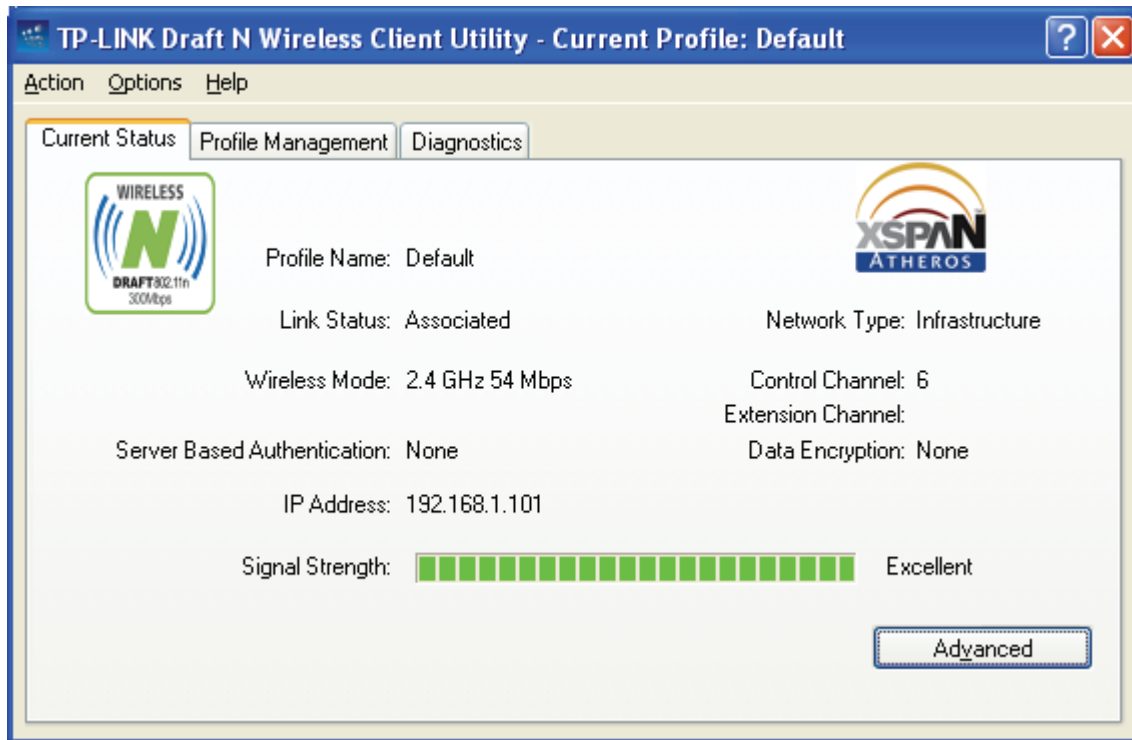 TP-LINK Draft N Wireless Client Utility - Current Profile: Default
Action Options Help
Current Status Profile Management Diagnostics
WIRELESS
N
DRAFT802.11n
300Mbps
XSPAN
ATHEROS
Profile Name: Default
Link Status: Associated
Network Type: Infrastructure
Wireless Mode: 2.4 GHz 54 Mbps
Control Channel: 6
Extension Channel:
Server Based Authentication: None
Data Encryption: None
IP Address: 192.168.1.101
Signal Strength: Excellent
Advanced